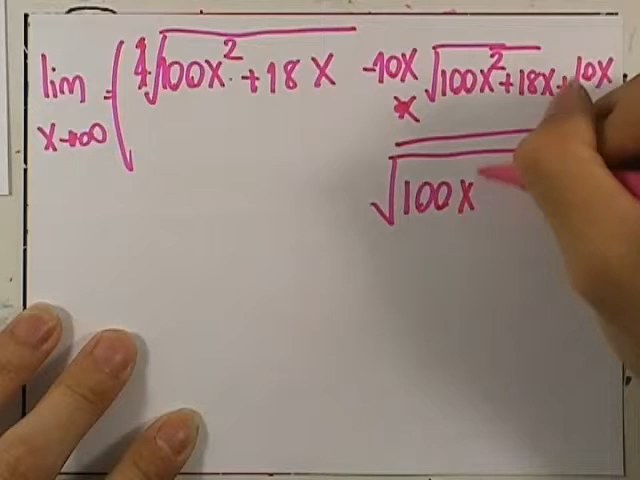 lim = ( √100x² + 18x -10x √100x² + 18x + 10x
x→∞ *
√100x